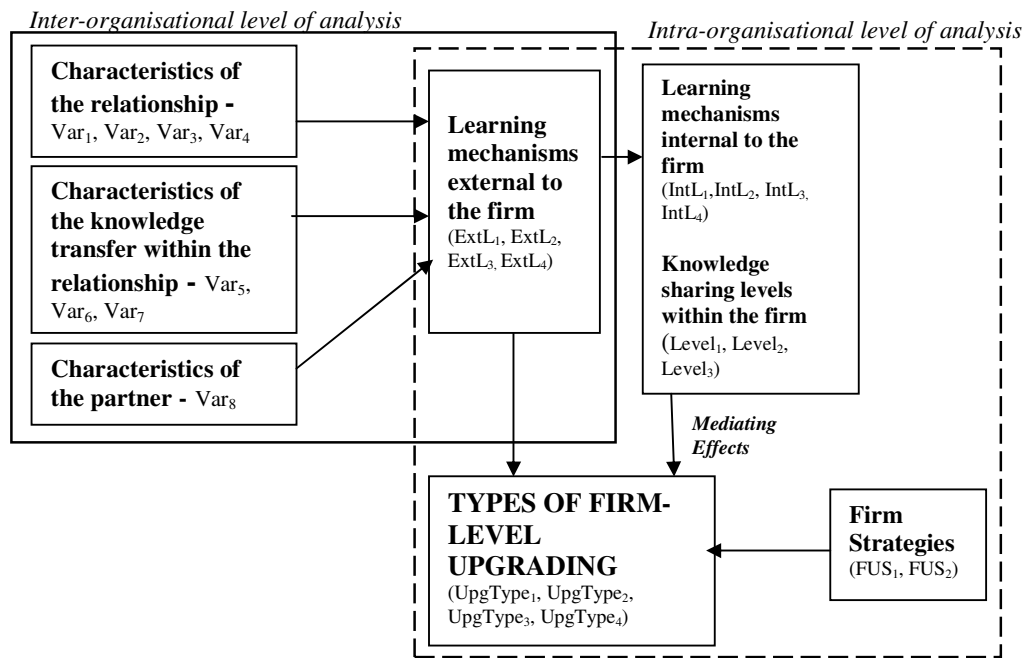 Inter-organisational level of analysis
Intra-organisational level of analysis
Characteristics of
the relationship -
Var₁, Var₂, Var₃, Var₄
Characteristics of
the knowledge
transfer within the
relationship - Var₅,
Var₆, Var₇
Characteristics of
the partner - Var₈
Learning
mechanisms
external to
the firm
(ExtL₁, ExtL₂,
ExtL₃, ExtL₄)
Learning
mechanisms
internal to the
firm
(IntL₁,IntL₂, IntL₃,
IntL₄)
Knowledge
sharing levels
within the firm
(Level₁, Level₂,
Level₃)
Mediating
Effects
TYPES OF FIRM-
LEVEL
UPGRADING
(UpgType₁, UpgType₂,
UpgType₃, UpgType₄)
Firm
Strategies
(FUS₁, FUS₂)